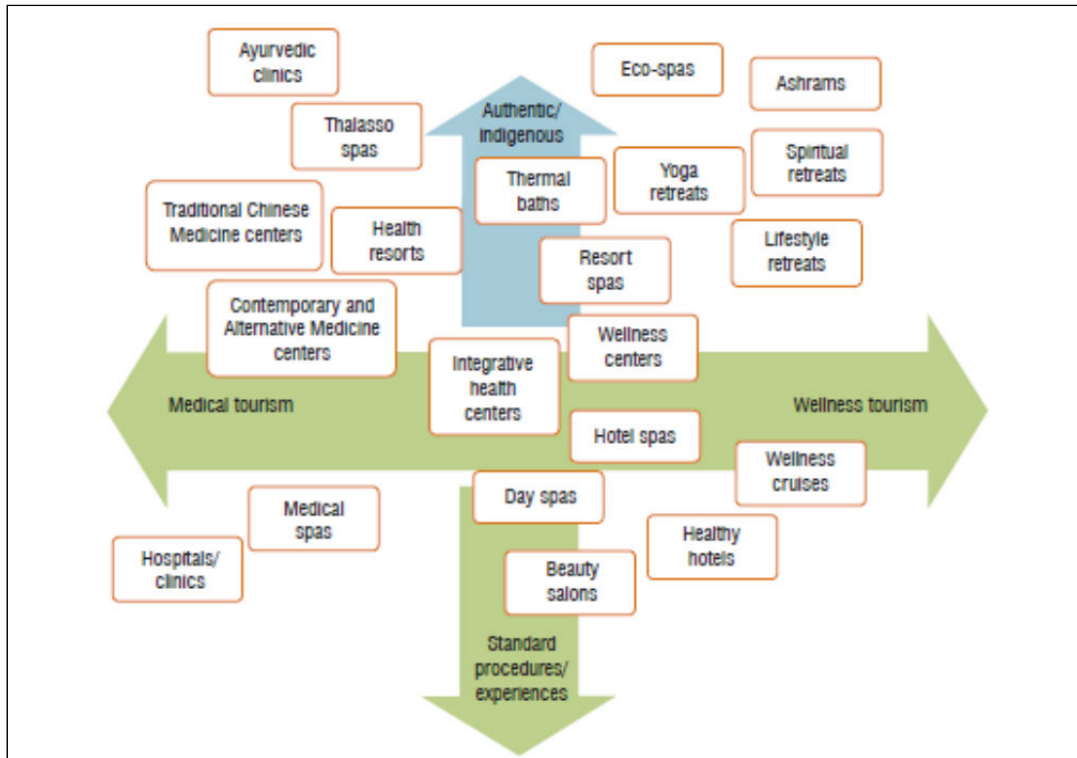 Ayurvedic
clinics
Eco-spas
Ashrams
Authentic/
indigenous
Thalasso
spas
Thermal
baths
Yoga
retreats
Spiritual
retreats
Traditional Chinese
Medicine centers
Health
resorts
Resort
spas
Lifestyle
retreats
Contemporary and
Alternative Medicine
centers
Wellness
centers
Integrative
health
centers
Medical tourism
Wellness tourism
Hotel spas
Wellness
cruises
Day spas
Medical
spas
Healthy
hotels
Hospitals/
clinics
Beauty
salons
Standard
procedures/
experiences